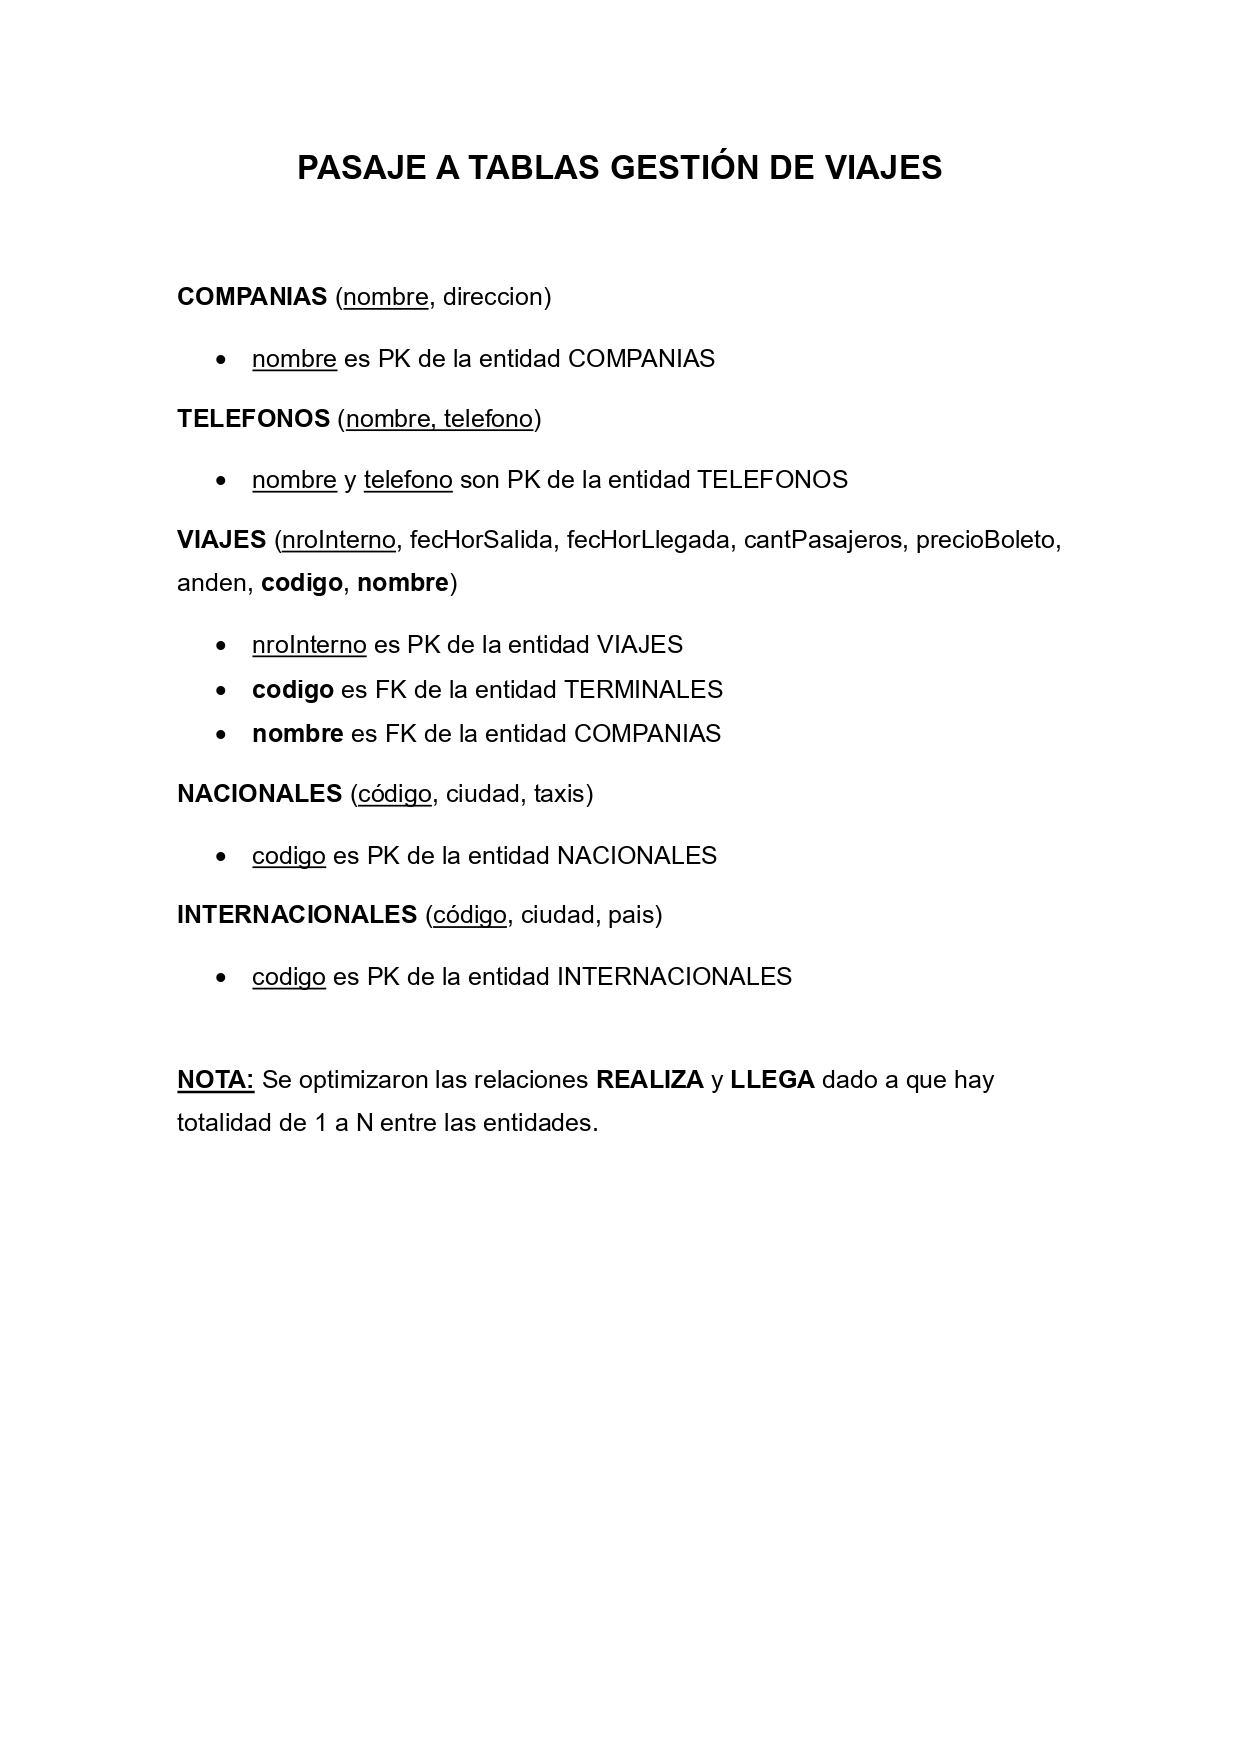 PASAJE A TABLAS GESTIÓN DE VIAJES
COMPANIAS (nombre, direccion)
• nombre es PK de la entidad COMPANIAS
TELEFONOS (nombre, telefono)
• nombre y telefono son PK de la entidad TELEFONOS
VIAJES (nroInterno, fecHorSalida, fecHorLlegada, cantPasajeros, precioBoleto,
anden, codigo, nombre)
• nroInterno es PK de la entidad VIAJES
• codigo es FK de la entidad TERMINALES
• nombre es FK de la entidad COMPANIAS
NACIONALES (código, ciudad, taxis)
• codigo es PK de la entidad NACIONALES
INTERNACIONALES (código, ciudad, pais)
• codigo es PK de la entidad INTERNACIONALES
NOTA: Se optimizaron las relaciones REALIZA y LLEGA dado a que hay
totalidad de 1 a N entre las entidades.